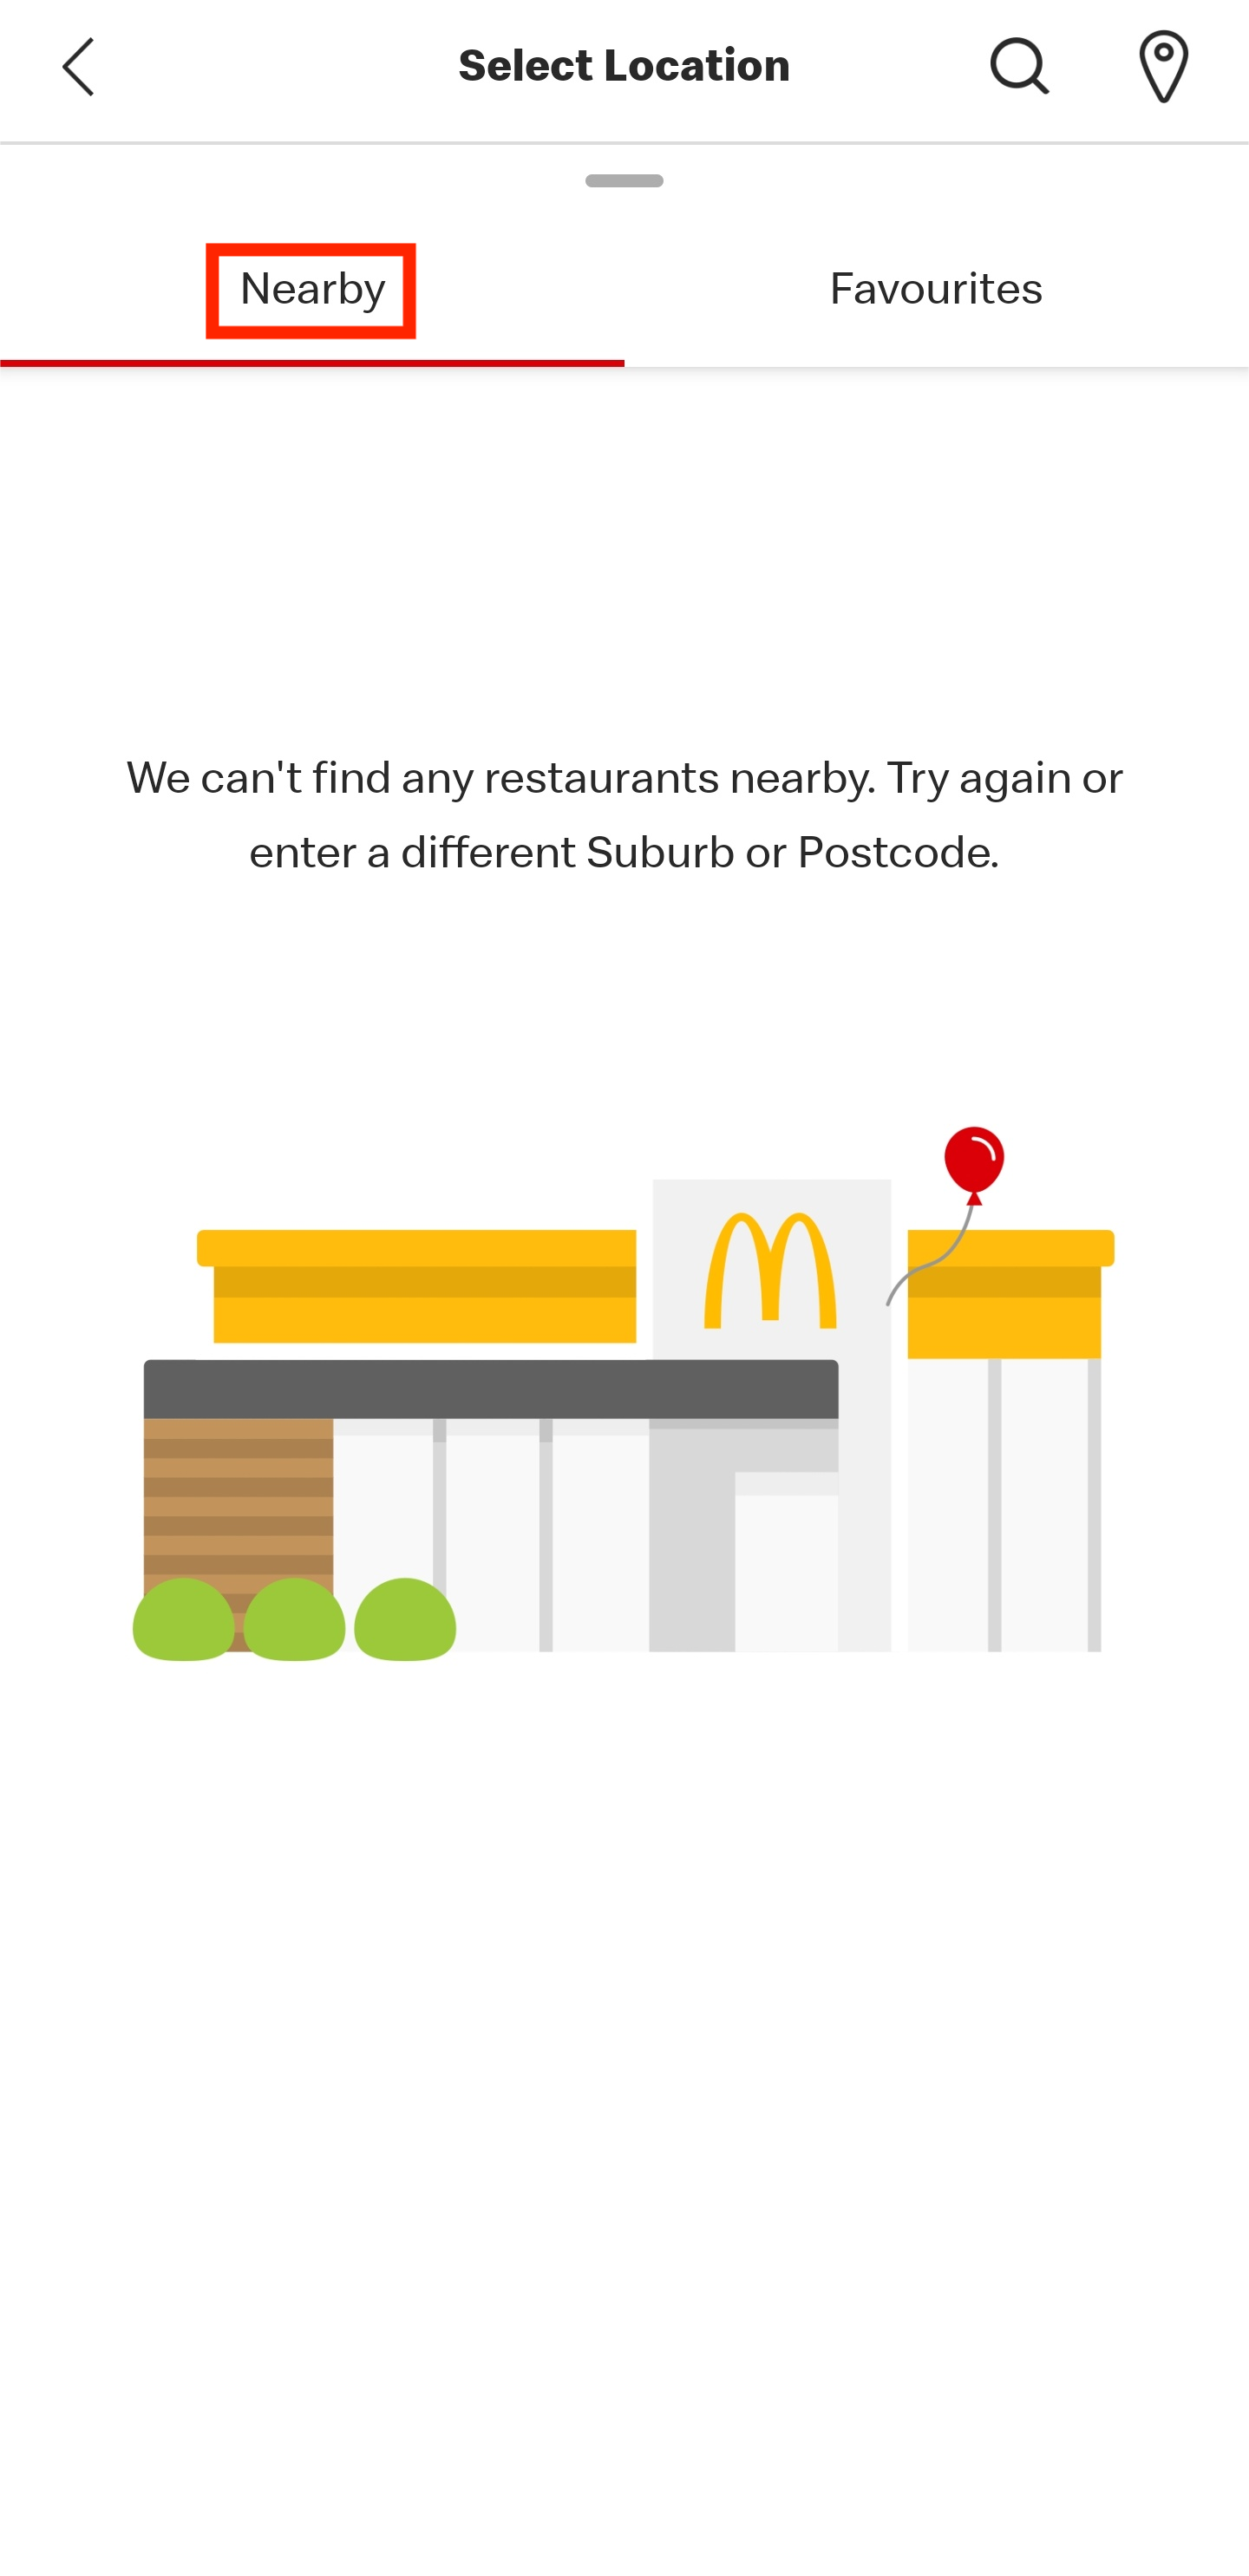 Select Location
Nearby
Favourites
We can't find any restaurants nearby. Try again or
enter a different Suburb or Postcode.